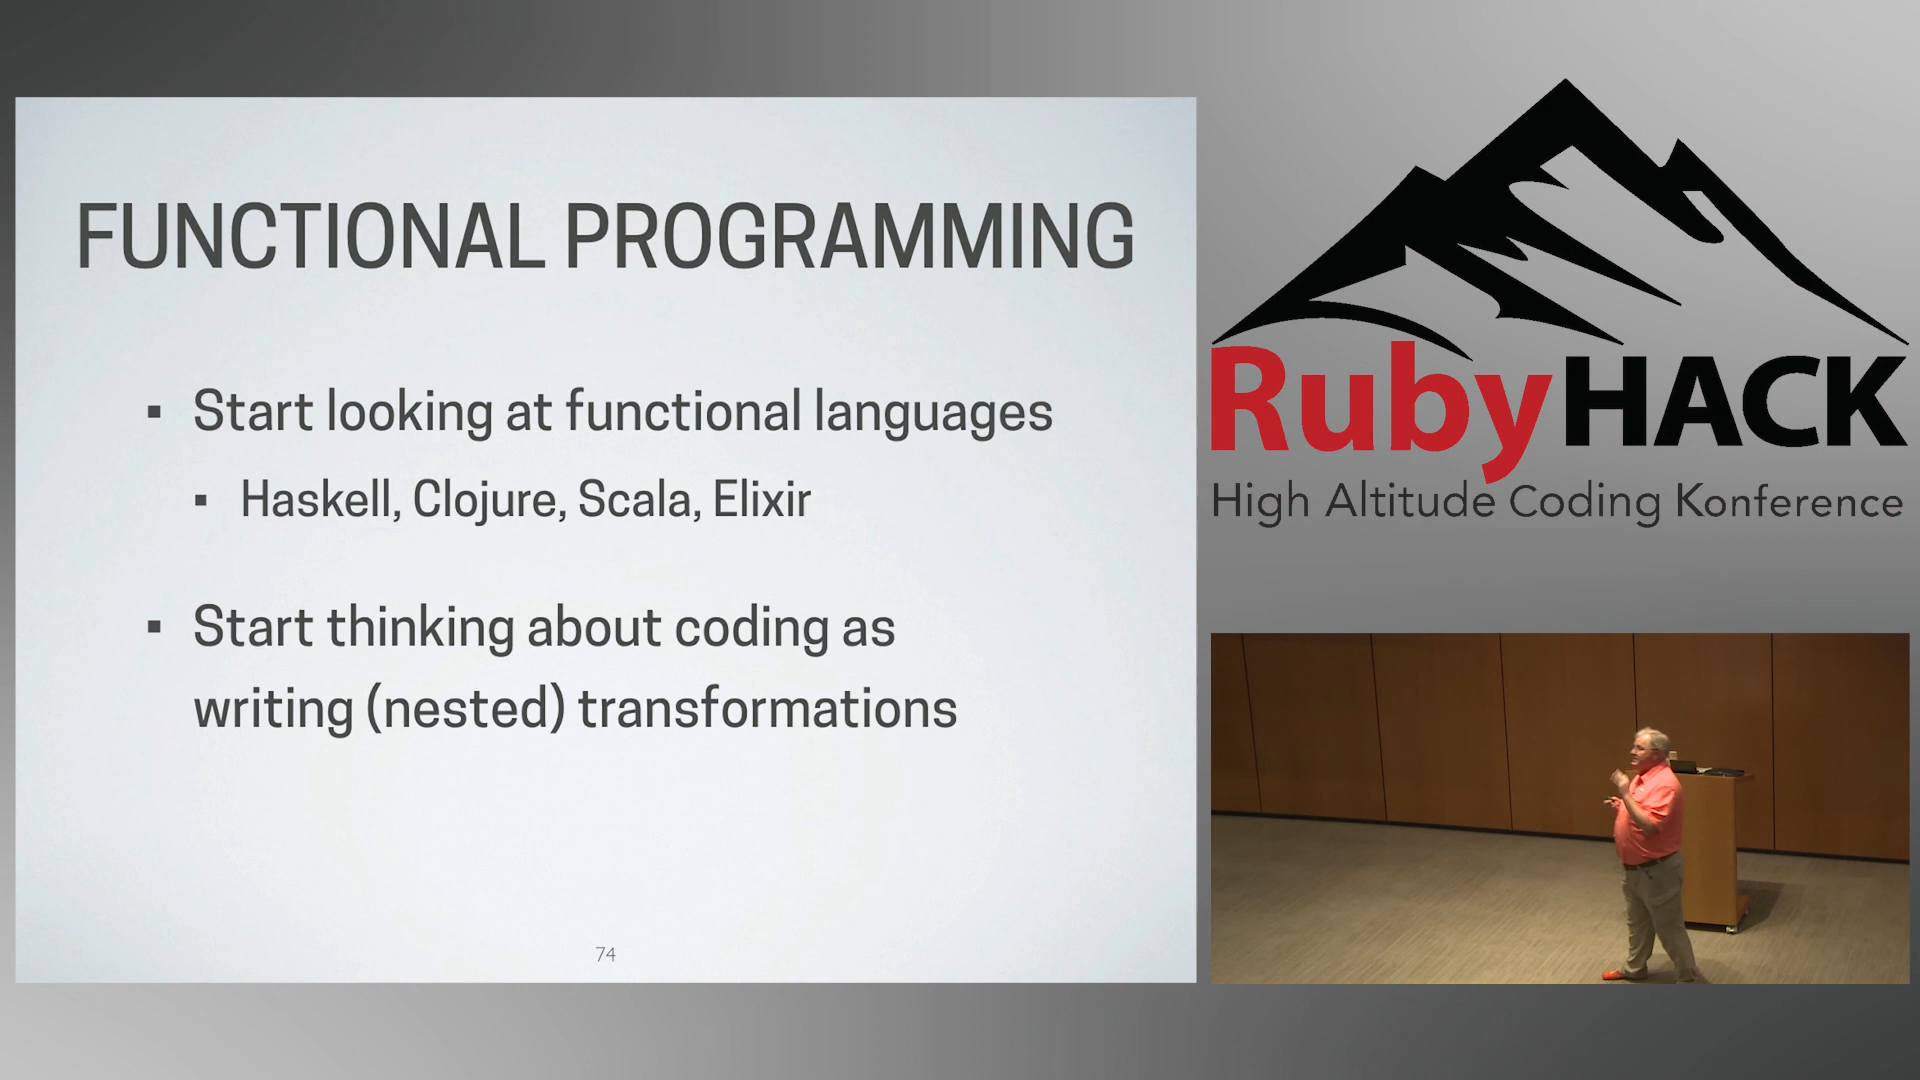 FUNCTIONAL PROGRAMMING
▪ Start looking at functional languages
▪ Haskell, Clojure, Scala, Elixir
▪ Start thinking about coding as
writing (nested) transformations
74
RubyHACK
High Altitude Coding Konference